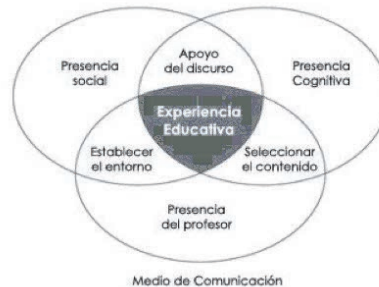 Presencia
social
Apoyo
del discurso
Presencia
Cognitiva
Experiencia
Educativa
Establecer
el entorno
Seleccionar
el contenido
Presencia
del profesor
Medio de Comunicación